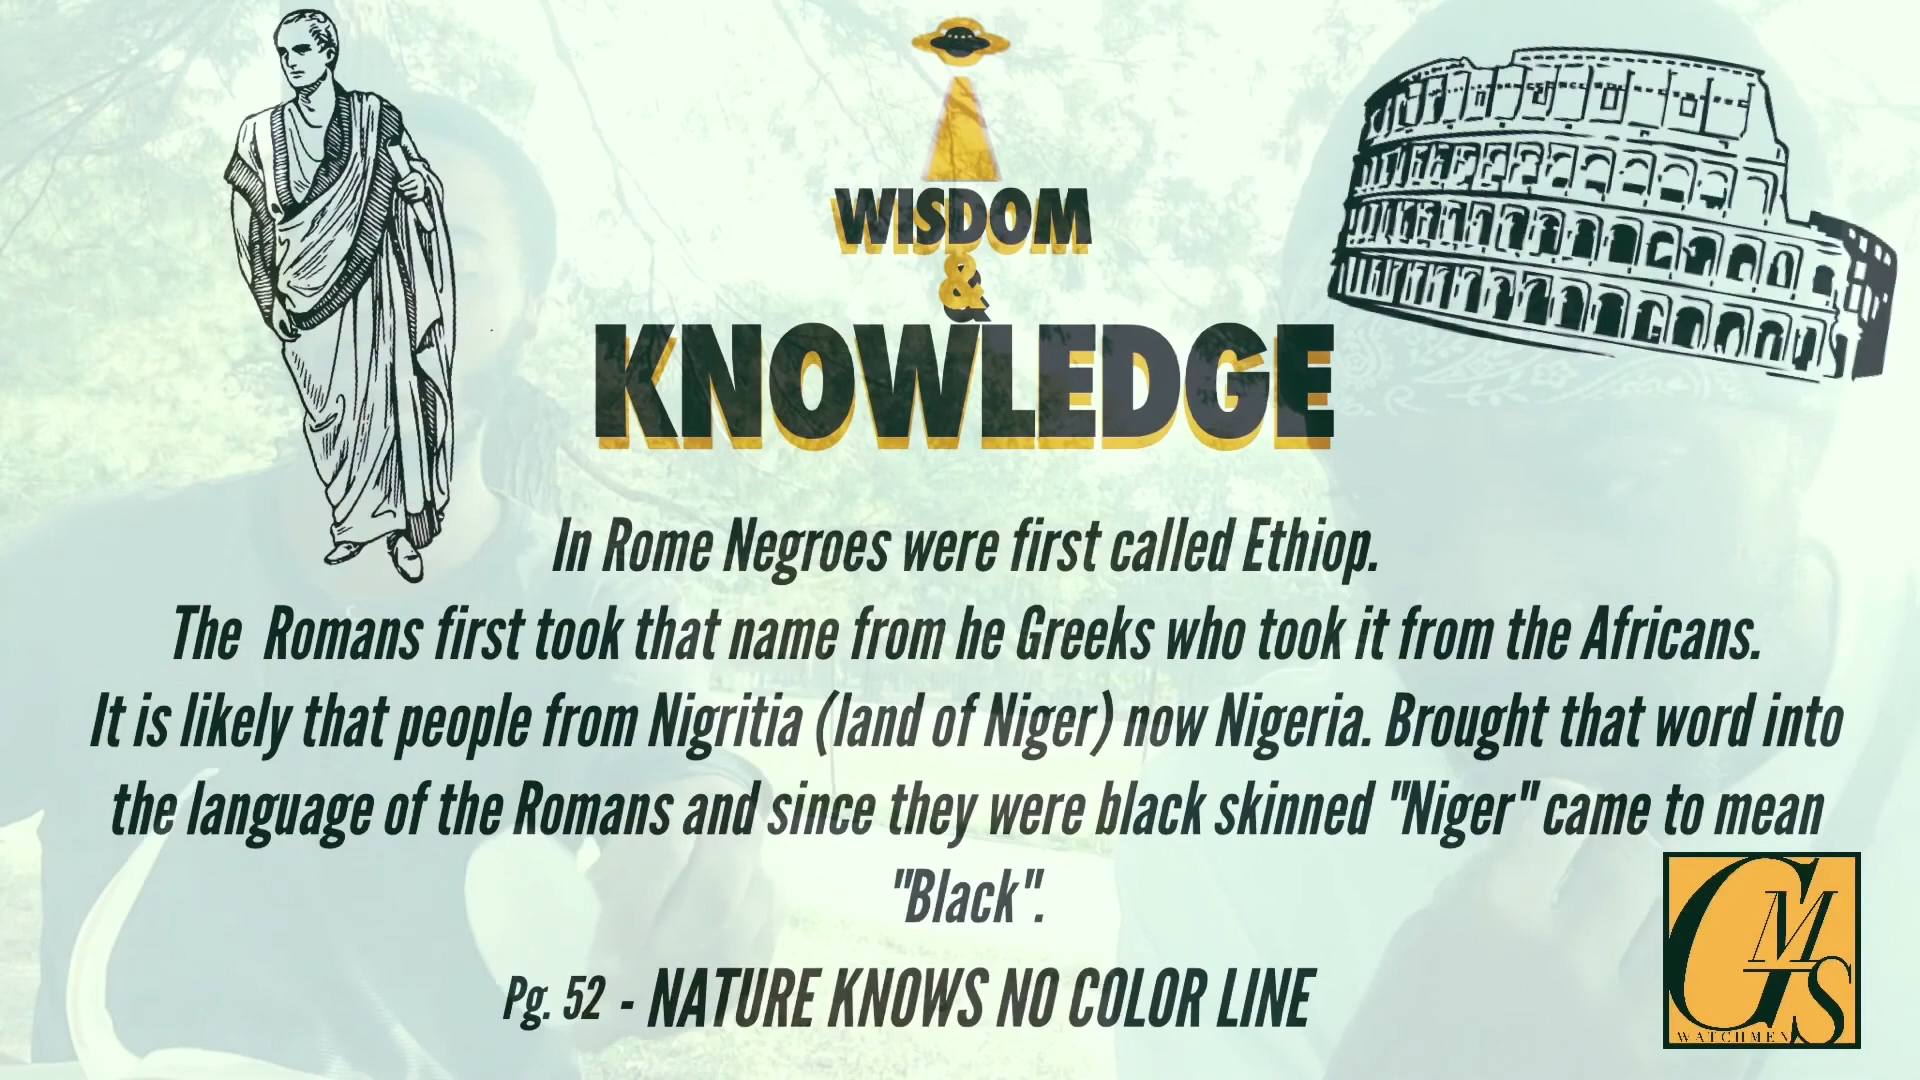 WISDOM
&
KNOWLEDGE
In Rome Negroes were first called Ethiop.
The Romans first took that name from he Greeks who took it from the Africans.
It is likely that people from Nigritia (land of Niger) now Nigeria. Brought that word into
the language of the Romans and since they were black skinned "Niger" came to mean
"Black".
Pg. 52 - NATURE KNOWS NO COLOR LINE
GMS
WATCHMEN